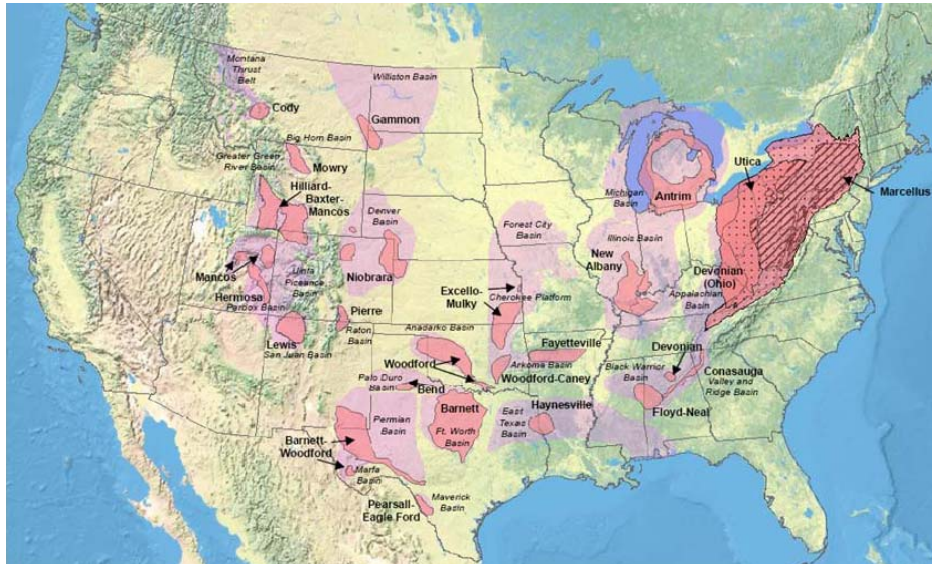 Montana
Thrust
Belt
Williston Basin
Cody
Gammon
Big Horn Basin
Greater Green
River Basin
Mowry
Hilliard-
Baxter-
Mancos
Denver
Basin
Mancos
Uinta
Piceance
Basin
Niobrara
Hermosa
Paradox Basin
Pierre
Lewis
San Juan Basin
Raton
Basin
Anadarko Basin
Forest City
Basin
Excello-
Mulky
Cherokee Platform
Woodford
Palo Duro
Basin
Bend
Fayetteville
Arkoma Basin
Woodford-Caney
Permian
Basin
Barnett
Ft. Worth
Basin
East
Texas
Basin
Haynesville
Barnett-
Woodford
Marfa
Basin
Pearsall-
Eagle Ford
Maverick
Basin
Michigan
Basin
Antrim
Utica
Marcellus
Illinois Basin
New
Albany
Devonian
(Ohio)
Appalachian
Basin
Devonian
Black Warrior
Basin
Conasauga
Valley and
Ridge Basin
Floyd-Neal